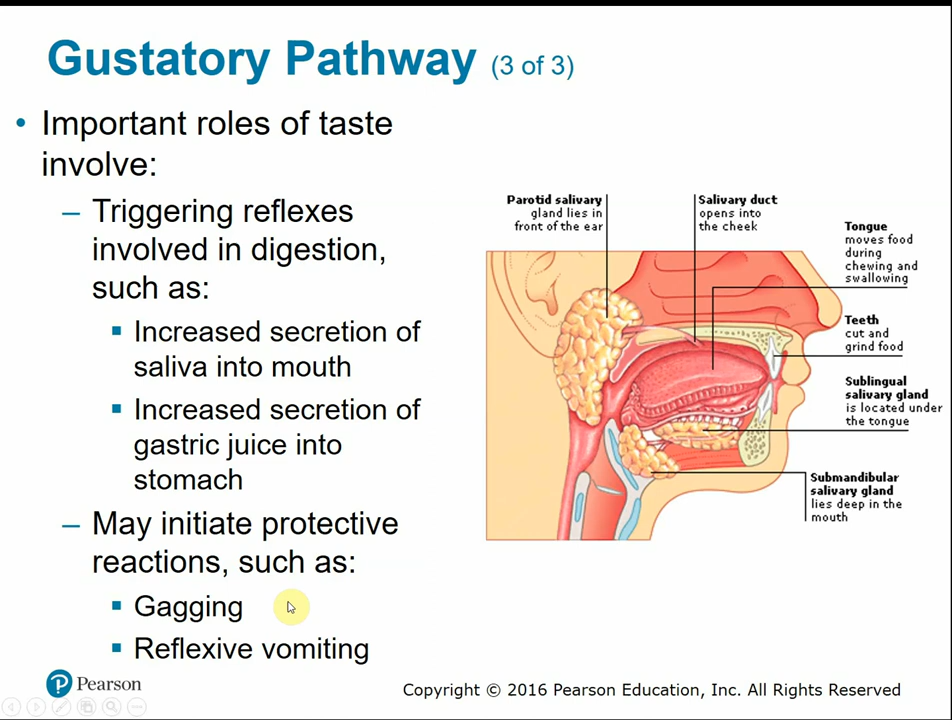 Gustatory Pathway (3 of 3)
• Important roles of taste
involve:
– Triggering reflexes
involved in digestion,
such as:
▪ Increased secretion of
saliva into mouth
▪ Increased secretion of
gastric juice into
stomach
– May initiate protective
reactions, such as:
▪ Gagging
▪ Reflexive vomiting
Parotid salivary
gland lies in
front of the ear
Salivary duct
opens into
the cheek
Tongue
moves food
during
chewing and
swallowing
Teeth
cut and
grind food
Sublingual
salivary gland
is located under
the tongue
Submandibular
salivary gland
lies deep in the
mouth
P Pearson
Copyright © 2016 Pearson Education, Inc. All Rights Reserved